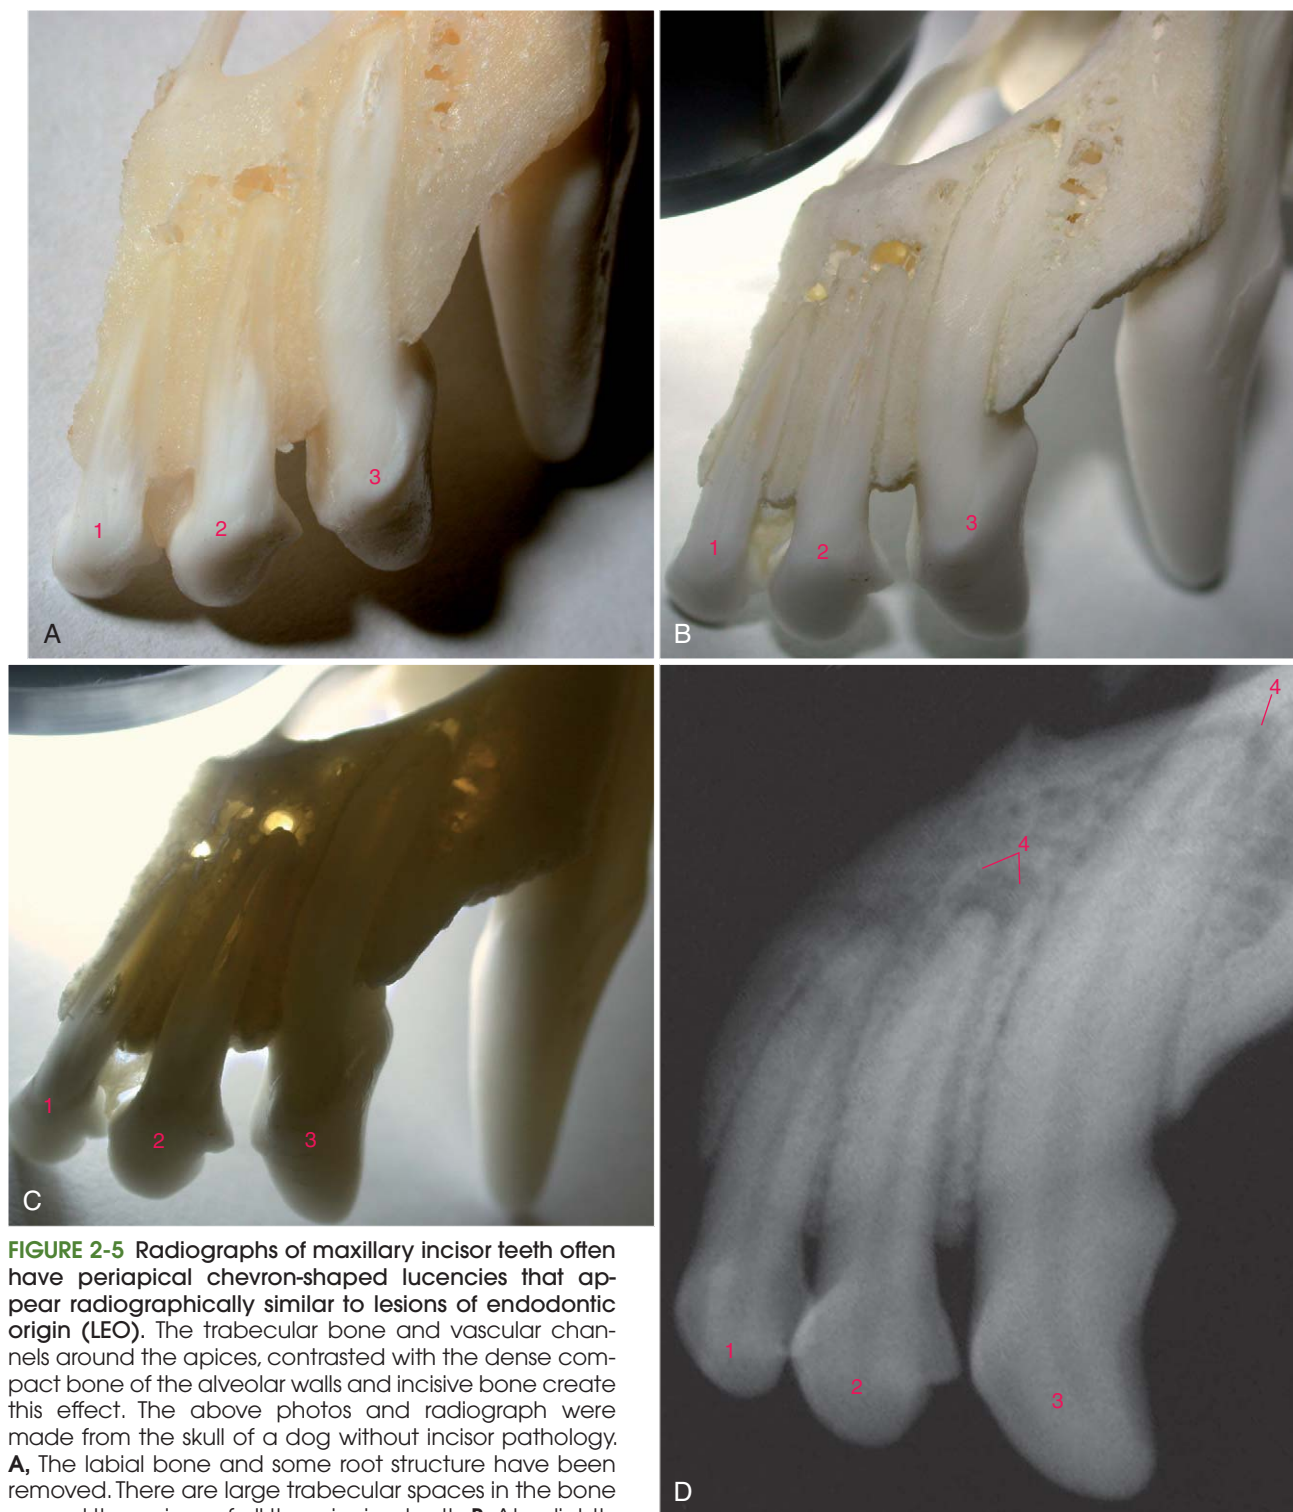 1
2
3
A
1
2
3
B
1
2
3
C
4
4
1
2
3
D
FIGURE 2-5 Radiographs of maxillary incisor teeth often
have periapical chevron-shaped lucencies that ap-
pear radiographically similar to lesions of endodontic
origin (LEO). The trabecular bone and vascular chan-
nels around the apices, contrasted with the dense com-
pact bone of the alveolar walls and incisive bone create
this effect. The above photos and radiograph were
made from the skull of a dog without incisor pathology.
A, The labial bone and some root structure have been
removed. There are large trabecular spaces in the bone